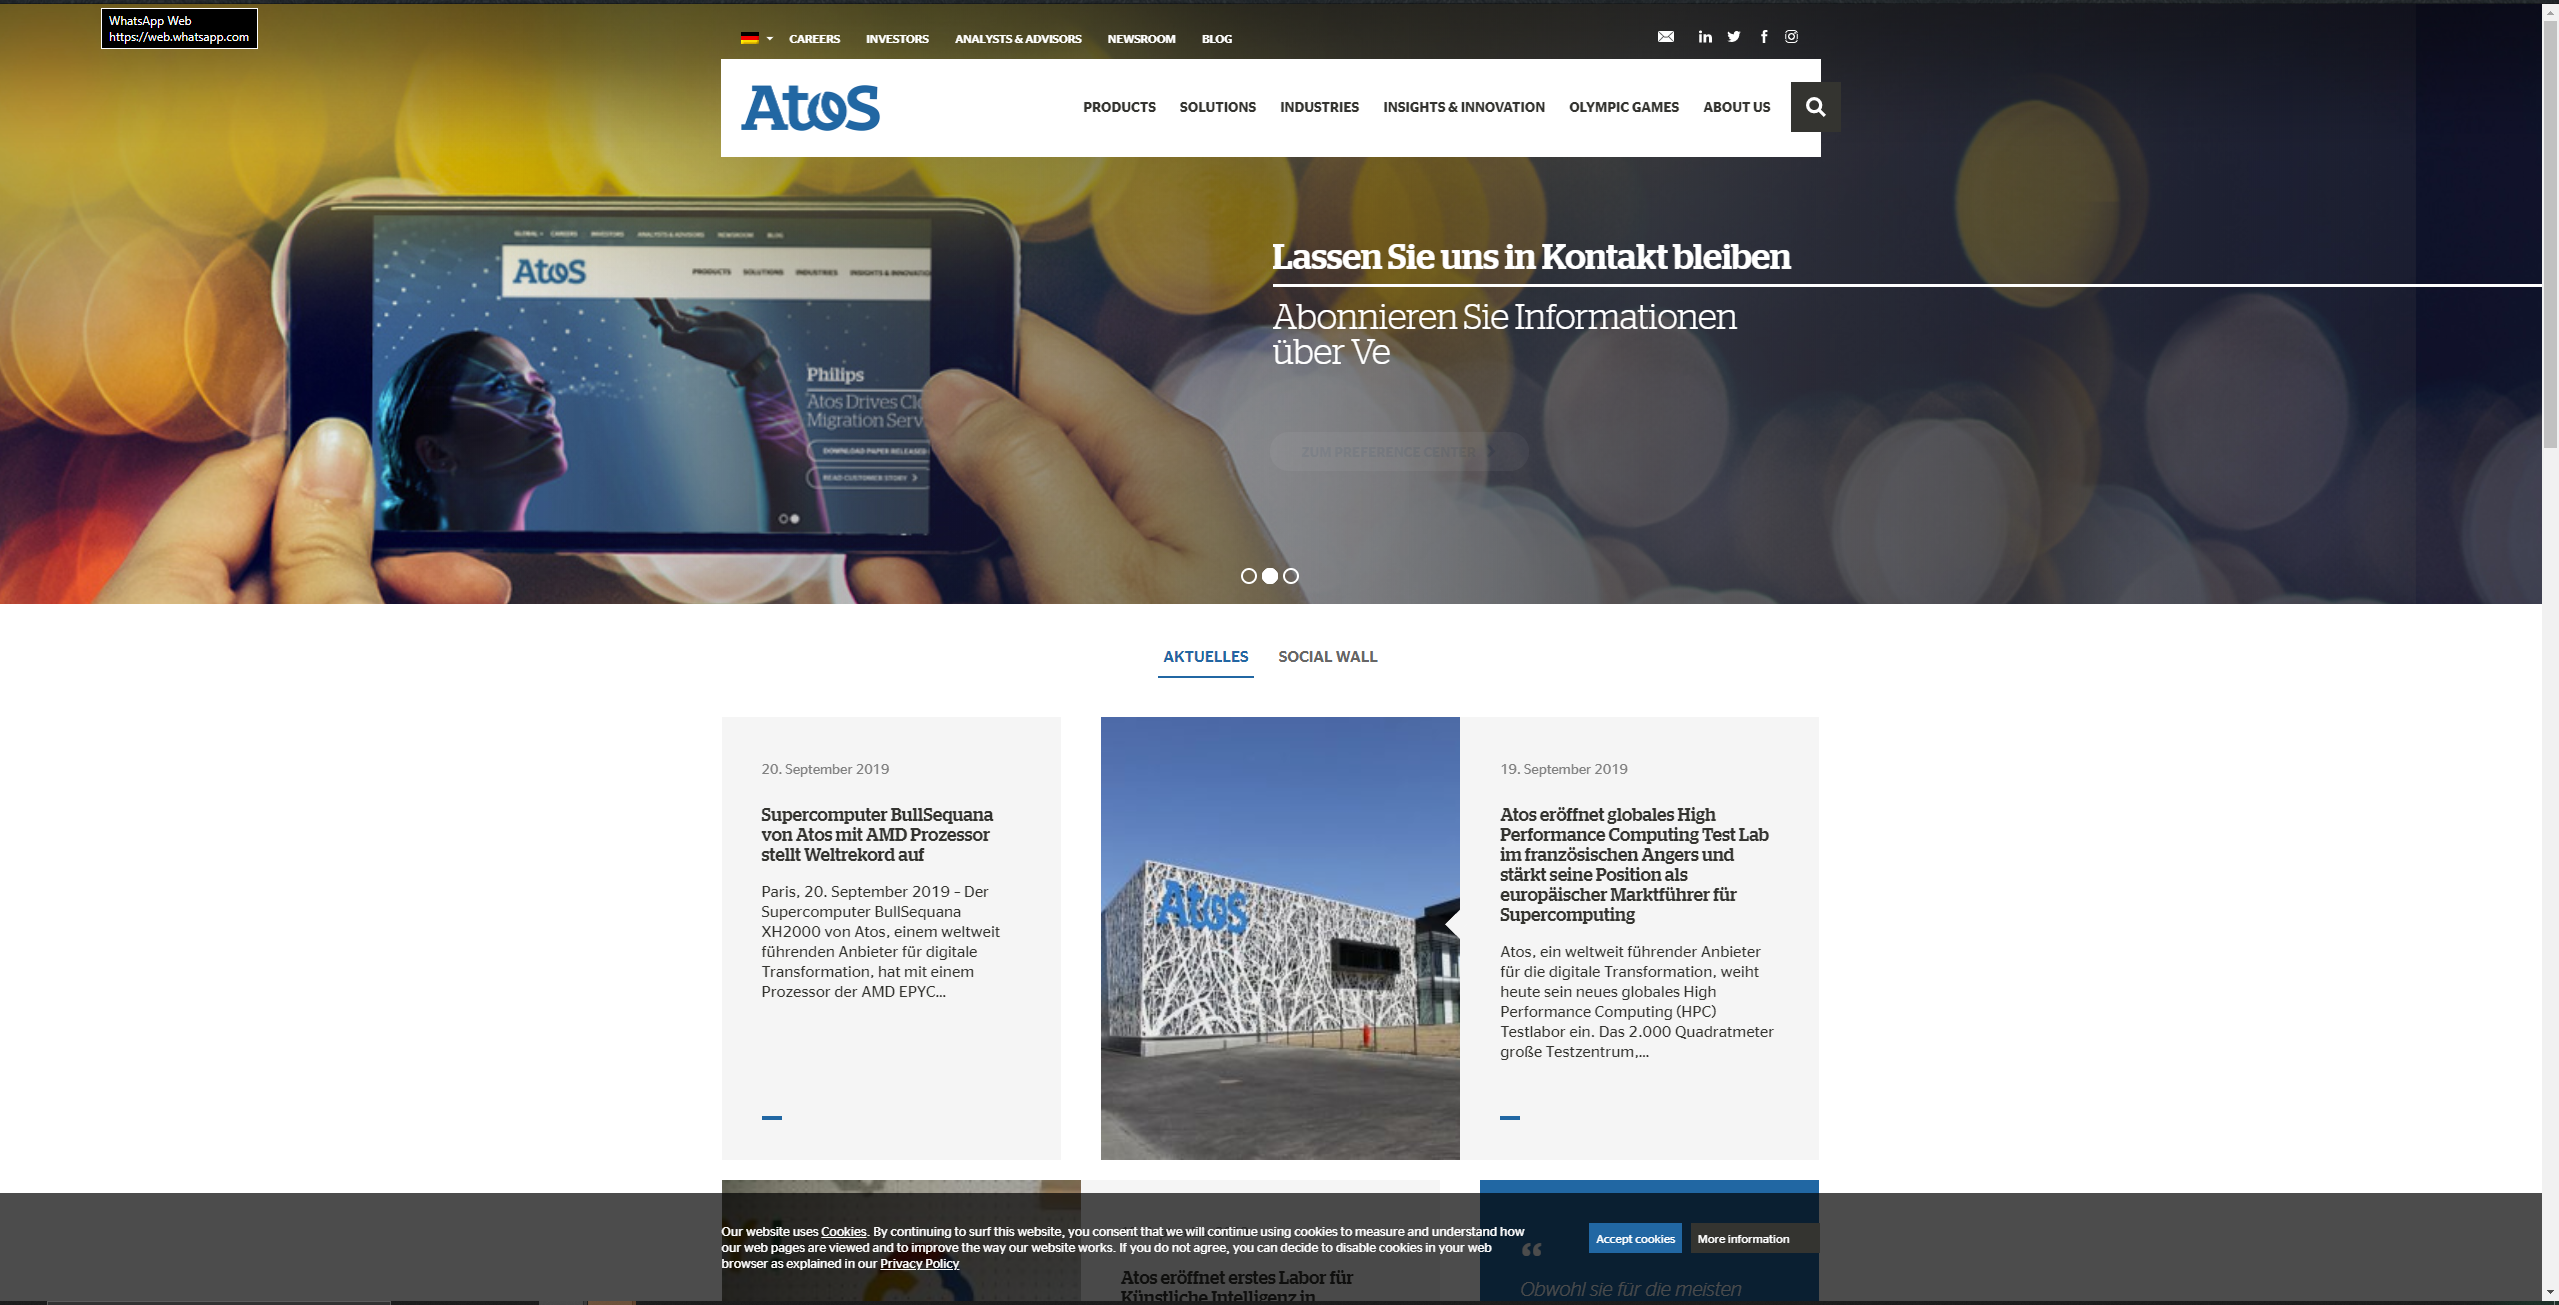 WhatsApp Web
https://web.whatsapp.com
CAREERS INVESTORS ANALYSTS & ADVISORS NEWSROOM BLOG
Atos
PRODUCTS SOLUTIONS INDUSTRIES INSIGHTS & INNOVATION OLYMPIC GAMES ABOUT US
GLOBAL CAREERS INVESTORS ANALYSTS & ADVISORS NEWSROOM BLOG
Atos
PRODUCTS SOLUTIONS INDUSTRIES INSIGHTS & INNOVATIO
Philips
Atos Drives Clo
Migration Serv
DOWNLOAD PAPER RELEASED
READ CUSTOMER STORY
Lassen Sie uns in Kontakt bleiben
Abonnieren Sie Informationen
über Ve
ZUM PREFERENCE CENTER
AKTUELLES SOCIAL WALL
20. September 2019
Supercomputer BullSequana
von Atos mit AMD Prozessor
stellt Weltrekord auf
Paris, 20. September 2019 – Der
Supercomputer BullSequana
XH2000 von Atos, einem weltweit
führenden Anbieter für digitale
Transformation, hat mit einem
Prozessor der AMD EPYC...
Atos
19. September 2019
Atos eröffnet globales High
Performance Computing Test Lab
im französischen Angers und
stärkt seine Position als
europäischer Marktführer für
Supercomputing
Atos, ein weltweit führender Anbieter
für die digitale Transformation, weiht
heute sein neues globales High
Performance Computing (HPC)
Testlabor ein. Das 2.000 Quadratmeter
große Testzentrum,...
Our website uses Cookies. By continuing to surf this website, you consent that we will continue using cookies to measure and understand how
our web pages are viewed and to improve the way our website works. If you do not agree, you can decide to disable cookies in your web
browser as explained in our Privacy Policy
Accept cookies More information
Atos eröffnet erstes Labor für
Künstliche Intelligenz in
“
Obwohl sie für die meisten